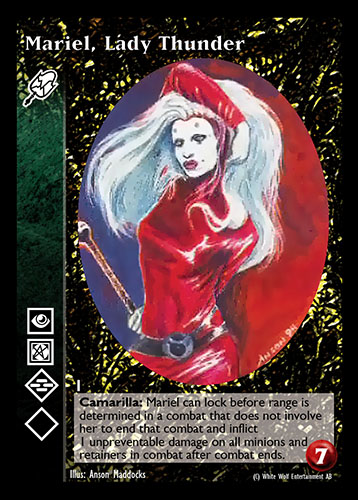 Mariel, Lady Thunder
ANSON 94
Camarilla: Mariel can lock before range is
determined in a combat that does not involve
her to end that combat and inflict
1 unpreventable damage on all minions and
retainers in combat after combat ends.
7
Illus: Anson Maddocks
(C) White Wolf Entertainment AB